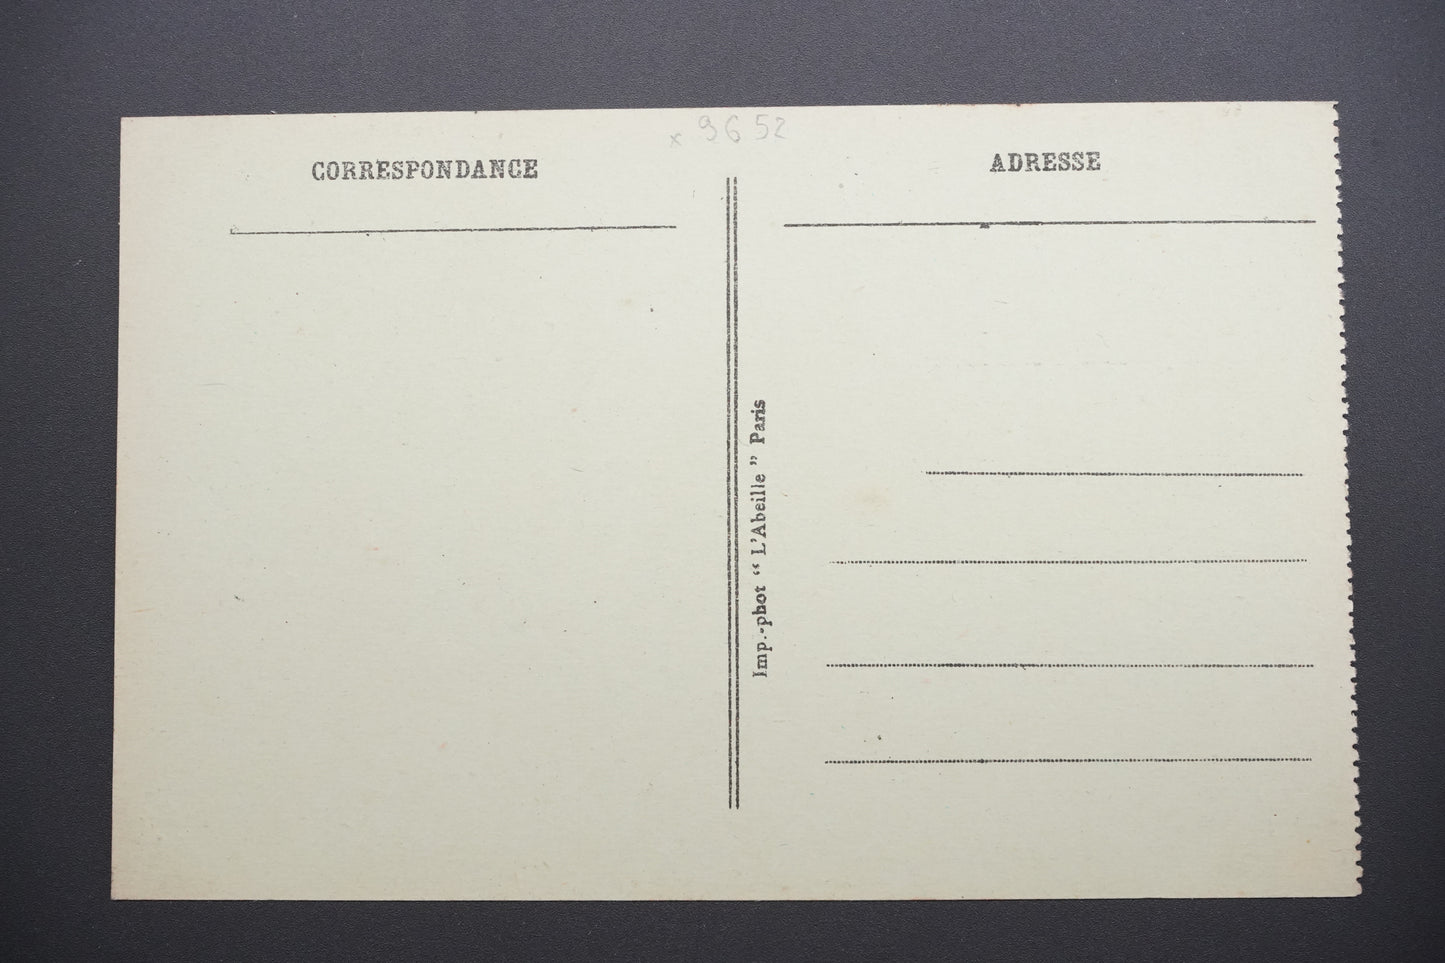 x 9652
CORRESPONDANCE
ADRESSE
Imp.-phot “ L'Abeille ” Paris